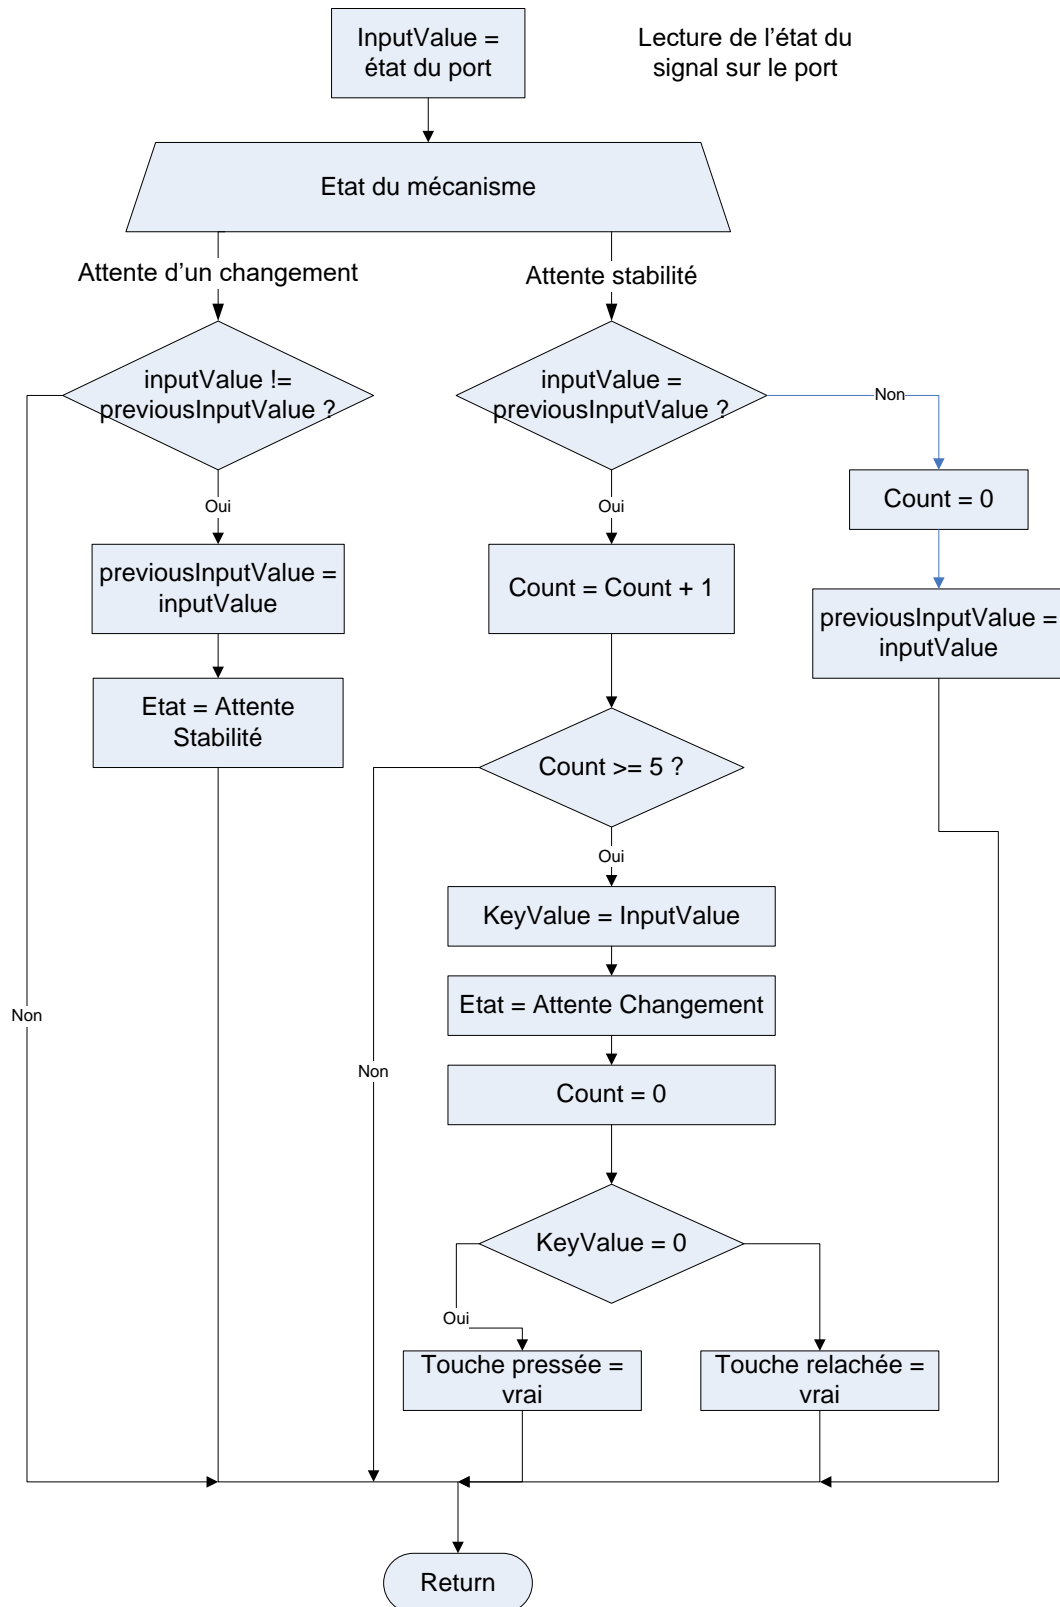 InputValue =
état du port
Lecture de l'état du
signal sur le port
Etat du mécanisme
Attente d'un changement
Attente stabilité
inputValue !=
previousInputValue ?
inputValue =
previousInputValue ?
Non
Oui
Oui
Count = 0
previousInputValue =
inputValue
Count = Count + 1
previousInputValue =
inputValue
Etat = Attente
Stabilité
Count >= 5 ?
Oui
KeyValue = InputValue
Etat = Attente Changement
Non
Non
Count = 0
KeyValue = 0
Oui
Touche pressée =
vrai
Touche relachée =
vrai
Return